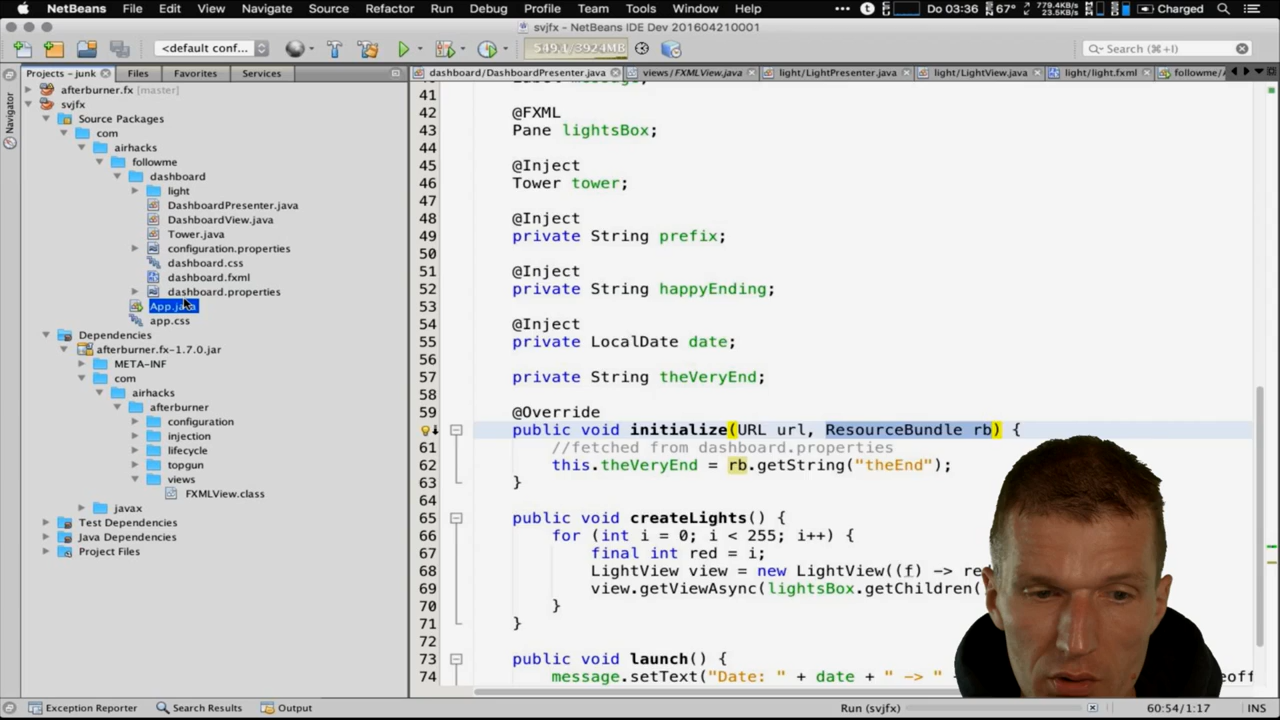 NetBeans File Edit View Navigate Source Refactor Run Debug Profile Team Tools Window Help ••• Do 03:36 67° 779.4KB/s 23.5KB/s Charged
svjfx - NetBeans IDE Dev 201604210001
<default conf... 549.1/3924MB Search (⌘+I)
Projects – junk Files Favorites Services dashboard/DashboardPresenter.java views/FXMLView.java light/LightPresenter.java light/LightView.java light/light.fxml followme/
Navigator
afterburner.fx [master]
svjfx
Source Packages
com
airhacks
followme
dashboard
light
DashboardPresenter.java
DashboardView.java
Tower.java
configuration.properties
dashboard.css
dashboard.fxml
dashboard.properties
App.java
app.css
Dependencies
afterburner.fx-1.7.0.jar
META-INF
com
airhacks
afterburner
configuration
injection
lifecycle
topgun
views
FXMLView.class
javax
Test Dependencies
Java Dependencies
Project Files
41
42 @FXML
43 Pane lightsBox;
44
45 @Inject
46 Tower tower;
47
48 @Inject
49 private String prefix;
50
51 @Inject
52 private String happyEnding;
53
54 @Inject
55 private LocalDate date;
56
57 private String theVeryEnd;
58
59 @Override
public void initialize(URL url, ResourceBundle rb) {
61 //fetched from dashboard.properties
62 this.theVeryEnd = rb.getString("theEnd");
63 }
64
65 public void createLights() {
66 for (int i = 0; i < 255; i++) {
67 final int red = i;
68 LightView view = new LightView((f) -> re
69 view.getViewAsync(lightsBox.getChildren(
70 }
71 }
72
73 public void launch() {
74 message.setText("Date: " + date + " -> " eoff
Exception Reporter Search Results Output Run (svjfx) 60:54/1:17 INS